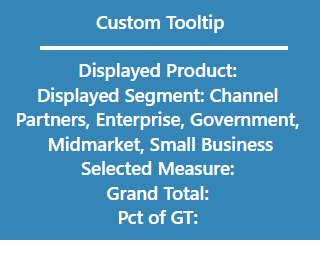 Custom Tooltip
Displayed Product:
Displayed Segment: Channel
Partners, Enterprise, Government,
Midmarket, Small Business
Selected Measure:
Grand Total:
Pct of GT: